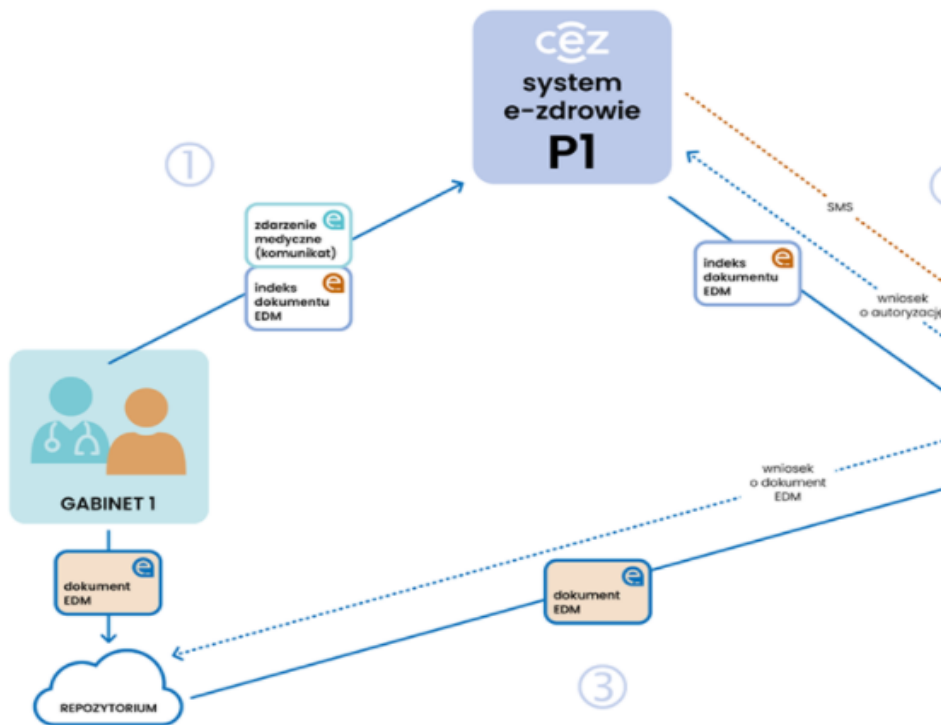 cez
system
e-zdrowie
P1
①
zdarzenie
medyczne
(komunikat)
indeks
dokumentu
EDM
SMS
indeks
dokumentu
EDM
wniosek
o autoryzację
GABINET 1
wniosek
o dokument
EDM
dokument
EDM
dokument
EDM
③
REPOZYTORIUM